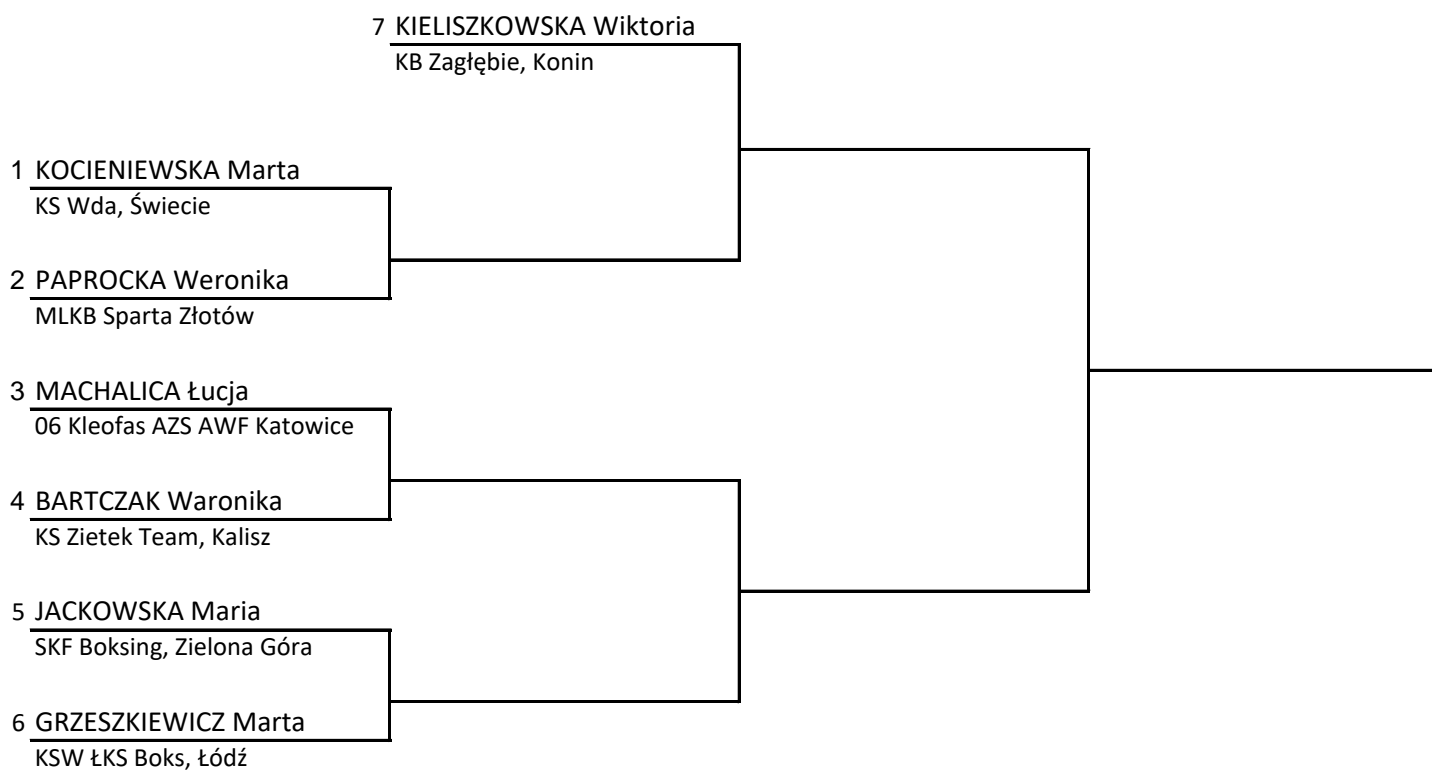 7 KIELISZKOWSKA Wiktoria
KB Zagłębie, Konin
1 KOCIENIEWSKA Marta
KS Wda, Świecie
2 PAPROCKA Weronika
MLKB Sparta Złotów
3 MACHALICA Łucja
06 Kleofas AZS AWF Katowice
4 BARTCZAK Waronika
KS Zietek Team, Kalisz
5 JACKOWSKA Maria
SKF Boksing, Zielona Góra
6 GRZESZKIEWICZ Marta
KSW ŁKS Boks, Łódź